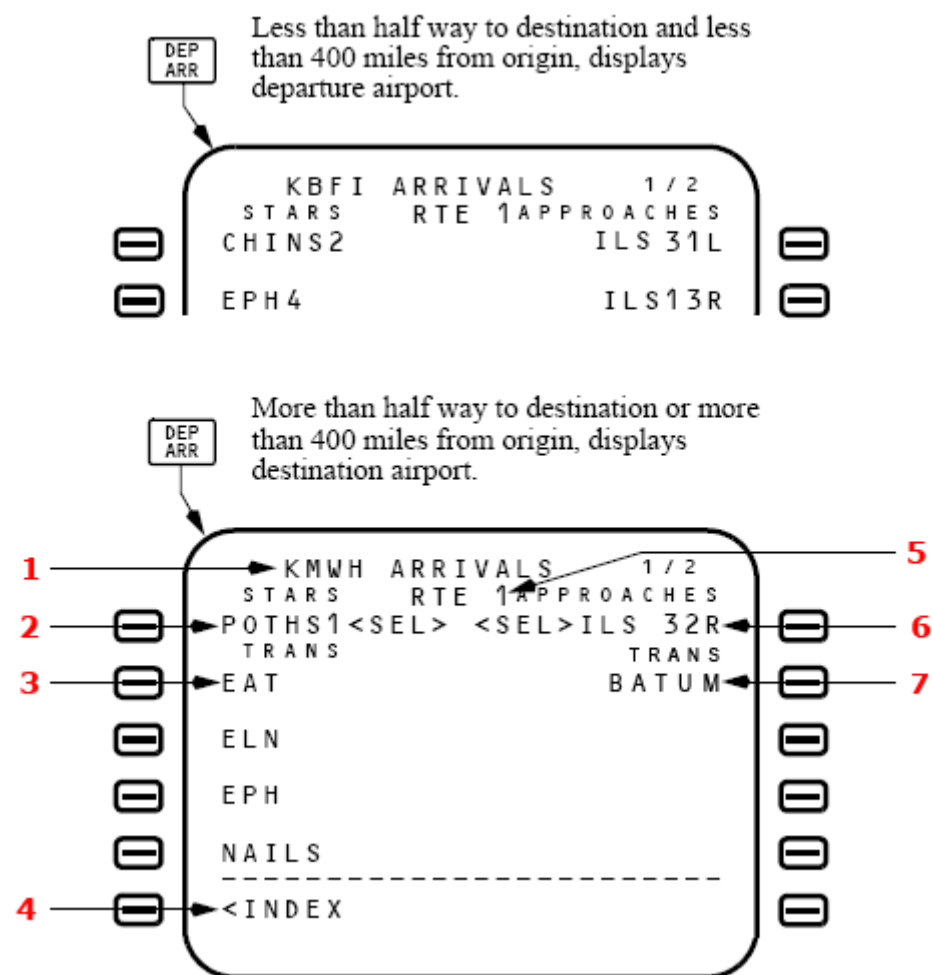 Less than half way to destination and less
than 400 miles from origin, displays
departure airport.
DEP
ARR
KBFI ARRIVALS 1/2
STARS RTE 1 APPROACHES
CHINS2 ILS 31L
EPH4 ILS13R
More than half way to destination or more
than 400 miles from origin, displays
destination airport.
DEP
ARR
1 KMWH ARRIVALS 1/2 5
STARS RTE 1 APPROACHES
2 POTHS1<SEL> <SEL>ILS 32R 6
TRANS TRANS
3 EAT BATUM 7
ELN
EPH
NAILS
------------------------
4 <INDEX